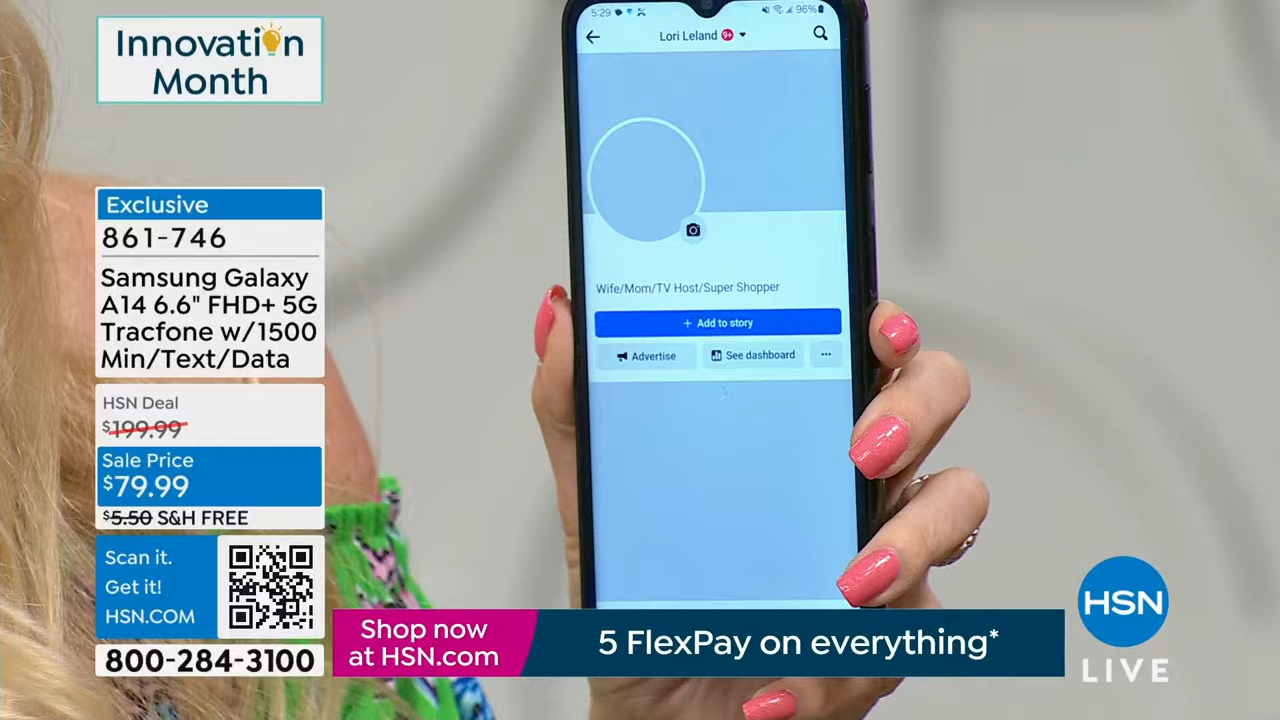 Innovation
Month
Exclusive
861-746
Samsung Galaxy
A14 6.6" FHD+ 5G
Tracfone w/1500
Min/Text/Data
HSN Deal
$199.99
Sale Price
$79.99
$5.50 S&H FREE
Scan it.
Get it!
HSN.COM
800-284-3100
5:29
96%
Lori Leland 9+
Wife/Mom/TV Host/Super Shopper
+ Add to story
Advertise
See dashboard
...
Shop now
at HSN.com
5 FlexPay on everything*
HSN
LIVE